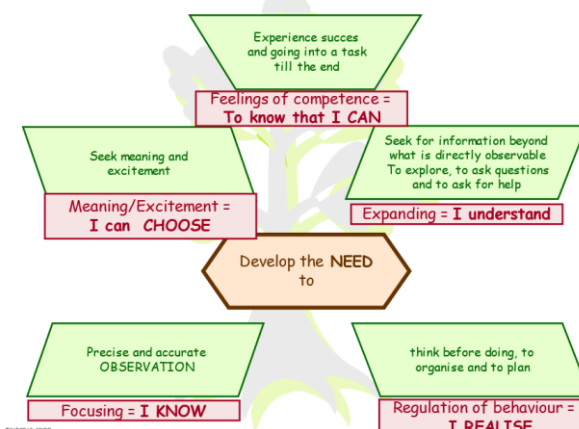 Experience succes
and going into a task
till the end
Feelings of competence =
To know that I CAN
Seek meaning and
excitement
Meaning/Excitement =
I can CHOOSE
Seek for information beyond
what is directly observable
To explore, to ask questions
and to ask for help
Expanding = I understand
Develop the NEED
to
Precise and accurate
OBSERVATION
Focusing = I KNOW
think before doing, to
organise and to plan
Regulation of behaviour =
I REALISE